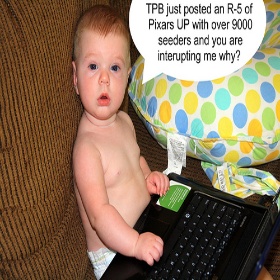 TPB just posted an R-5 of
Pixars UP with over 9000
seeders and you are
interupting me why?